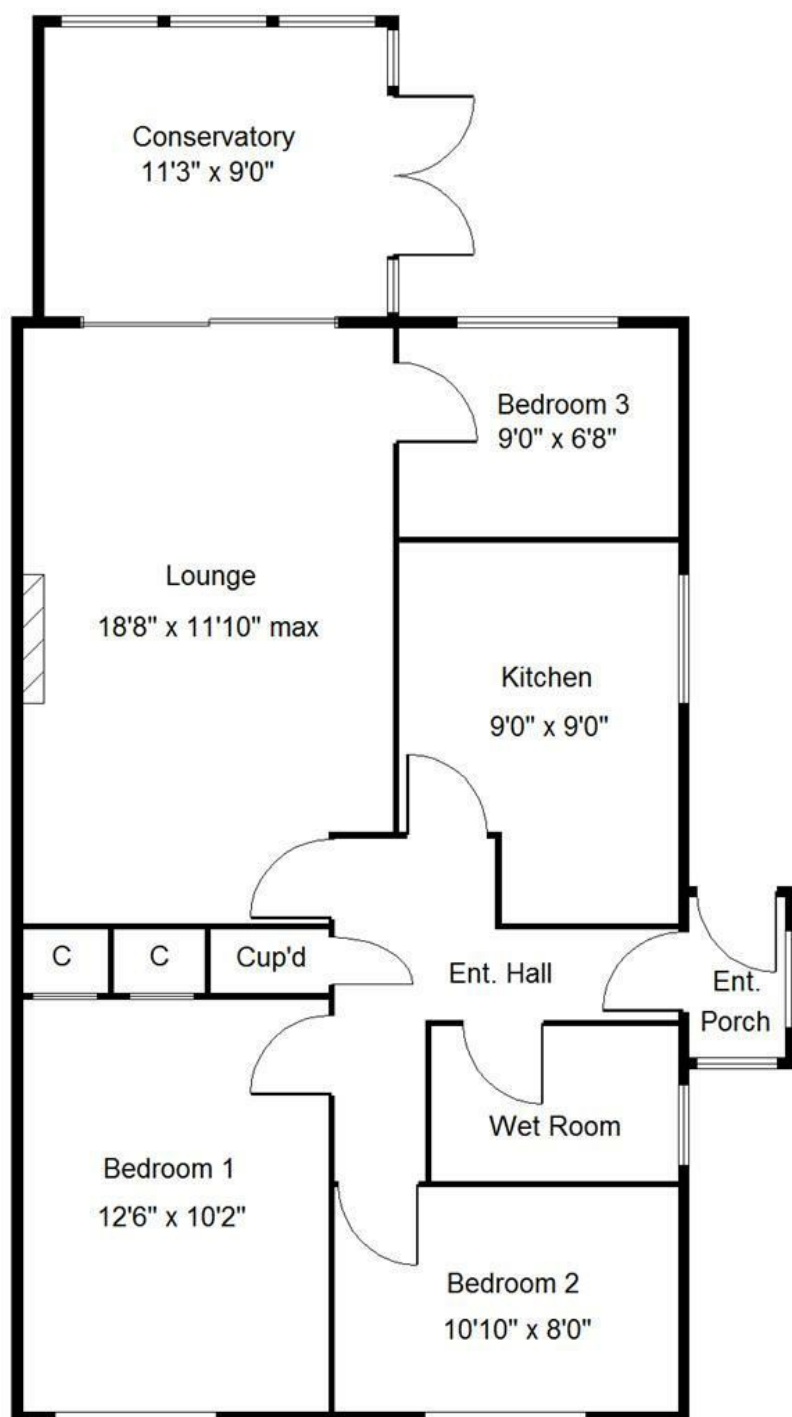 Conservatory
11'3" x 9'0"
Bedroom 3
9'0" x 6'8"
Lounge
18'8" x 11'10" max
Kitchen
9'0" x 9'0"
C
C
Cup'd
Ent. Hall
Ent.
Porch
Wet Room
Bedroom 1
12'6" x 10'2"
Bedroom 2
10'10" x 8'0"